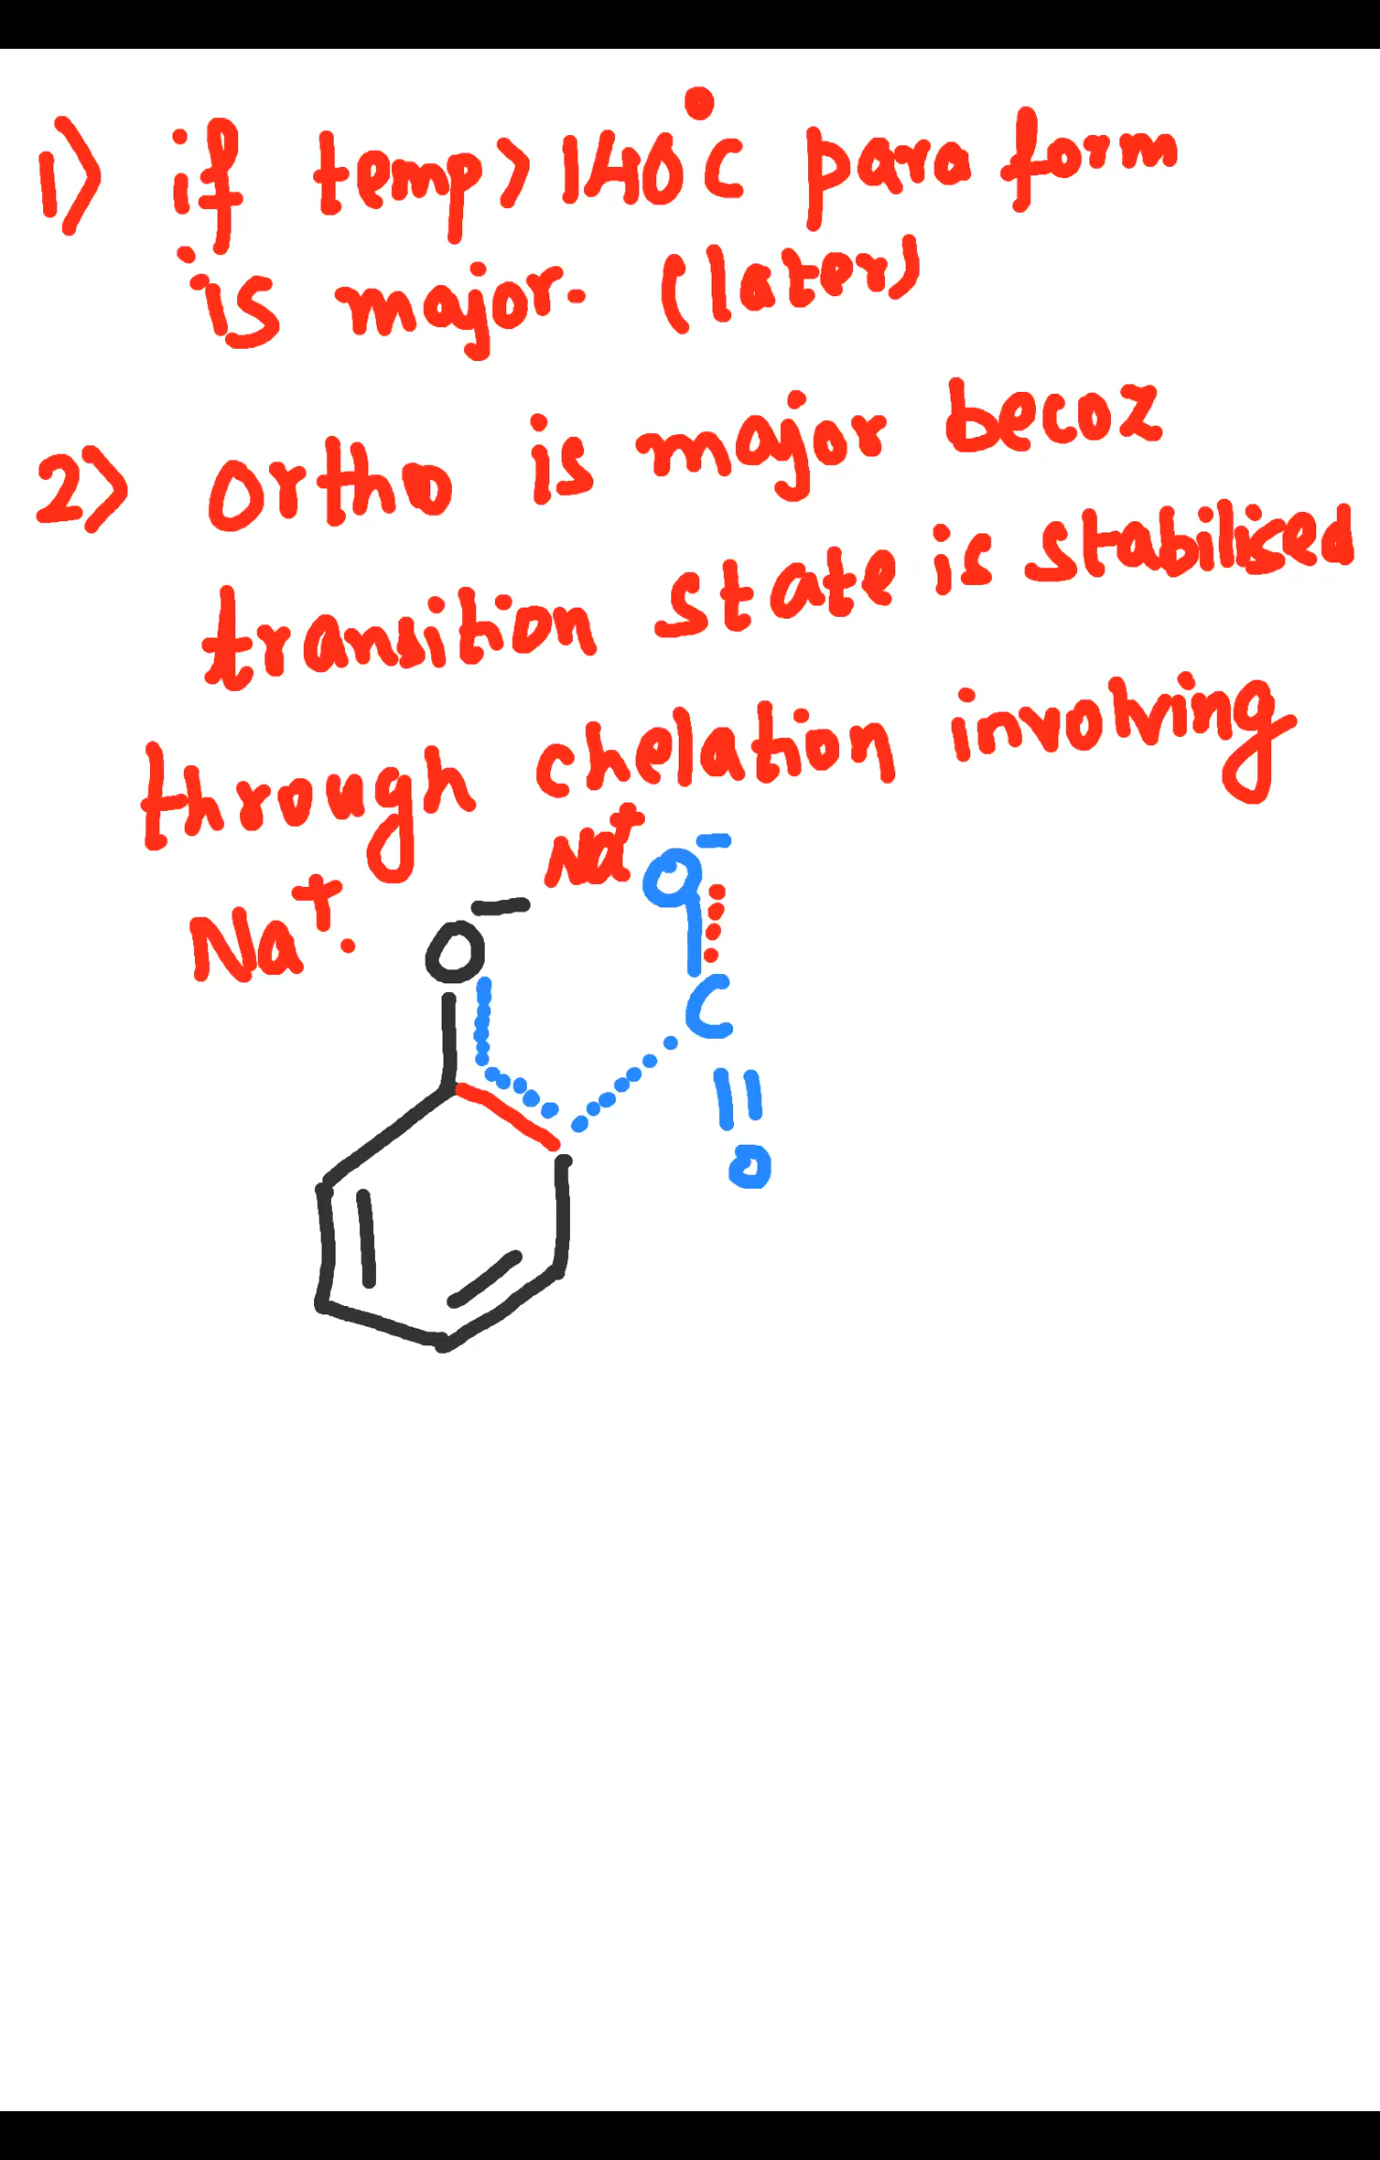 1) if temp > 140°C para form
is major. (later)
2) Ortho is major becoz
transition state is stabilised
through chelation involving
Na⁺.
Na⁺
O⁻
O⁻
C
O